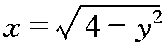 x = √(4 − y²)